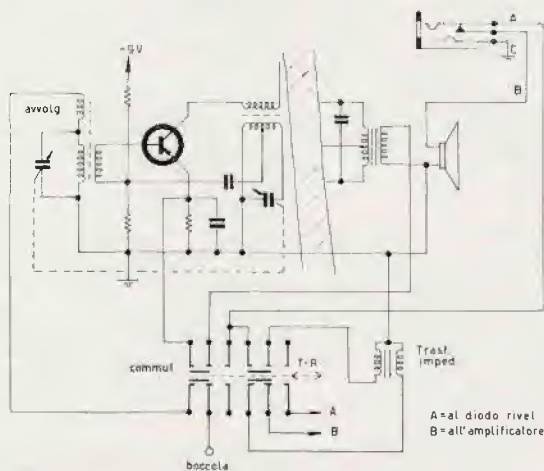 A
-9V
C
B
avvolg
commut
T-R
Trasf.
imped.
A
B
A = al diodo rivel
B = all'amplificatore
boccola